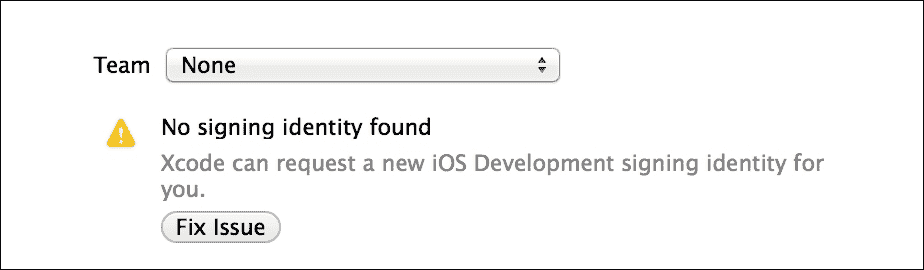 Team None
No signing identity found
Xcode can request a new iOS Development signing identity for
you.
Fix Issue